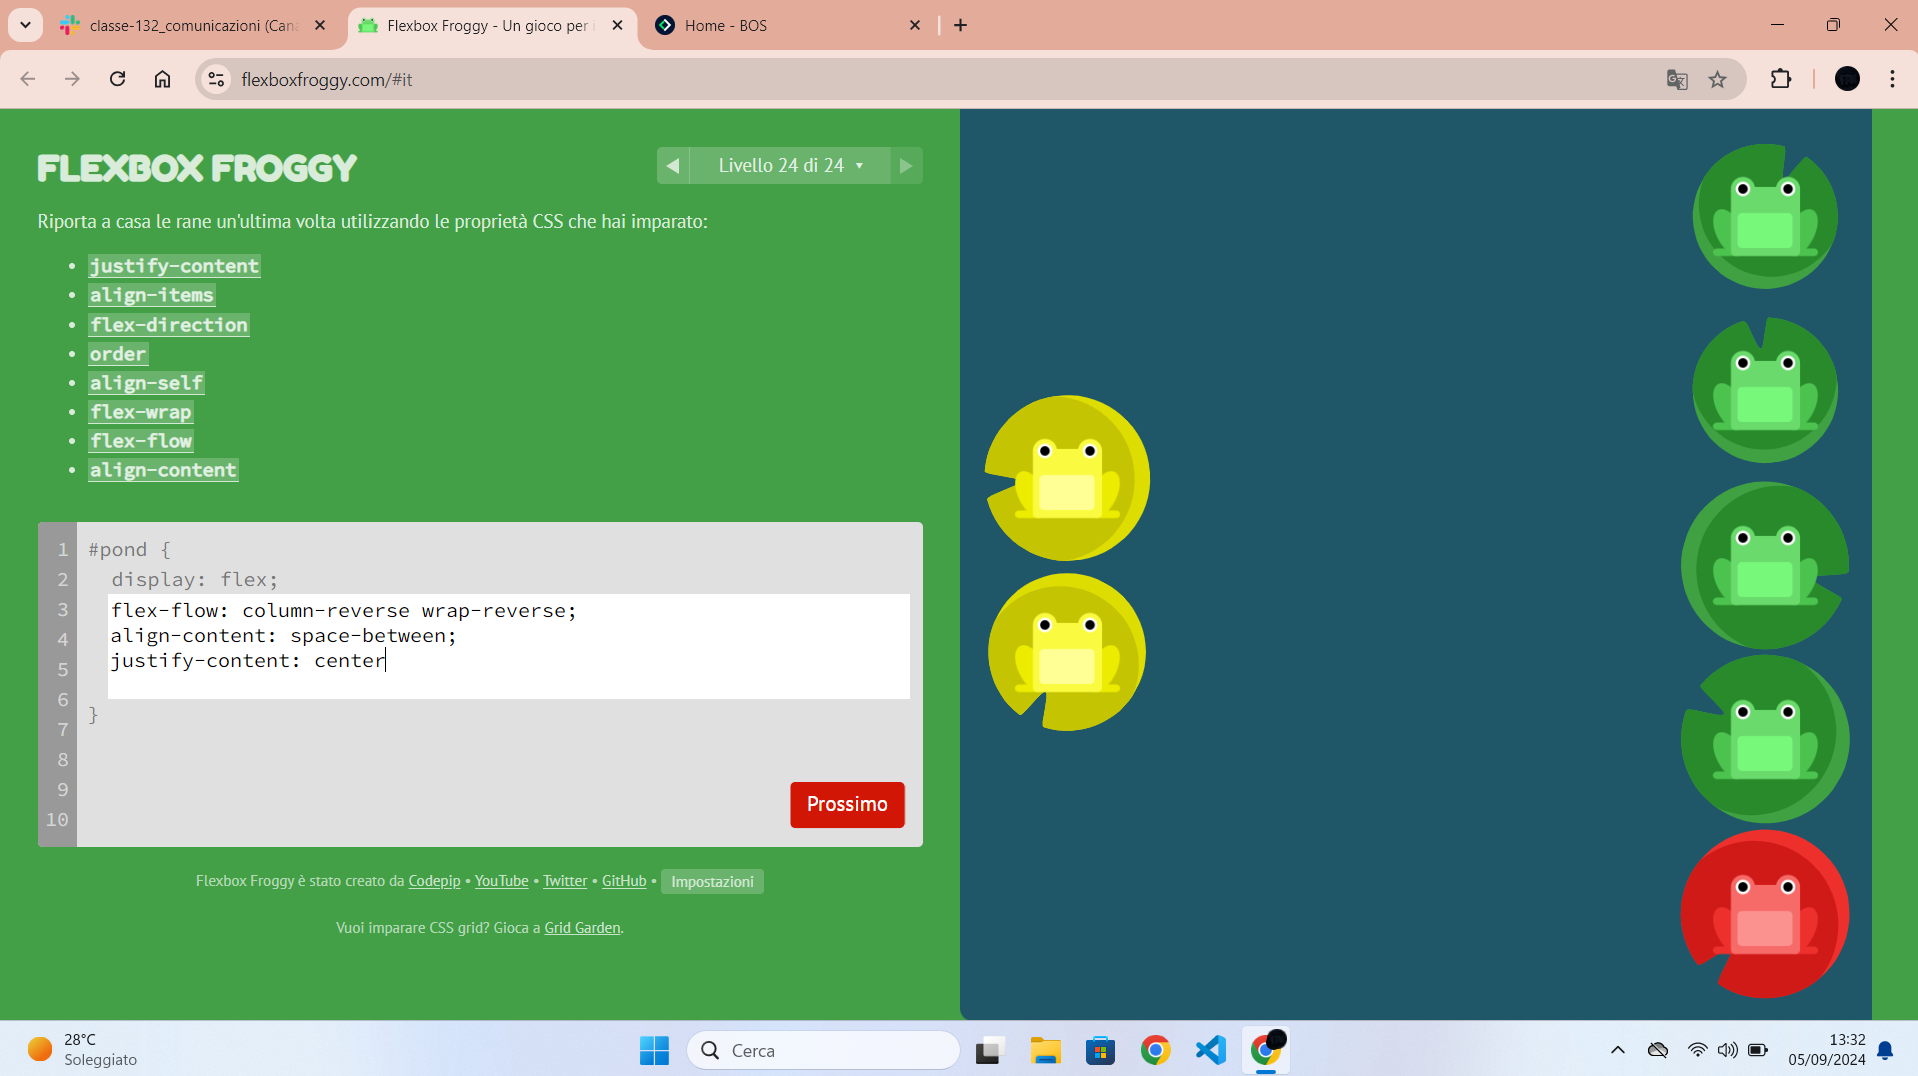 classe-132_comunicazioni (Cana
Flexbox Froggy - Un gioco per i
Home - BOS
flexboxfroggy.com/#it
FLEXBOX FROGGY
Livello 24 di 24
Riporta a casa le rane un'ultima volta utilizzando le proprietà CSS che hai imparato:
justify-content
align-items
flex-direction
order
align-self
flex-wrap
flex-flow
align-content
1 #pond {
2 display: flex;
3 flex-flow: column-reverse wrap-reverse;
4 align-content: space-between;
5 justify-content: center
6
7 }
8
9
10
Prossimo
Flexbox Froggy è stato creato da Codepip • YouTube • Twitter • GitHub • Impostazioni
Vuoi imparare CSS grid? Gioca a Grid Garden.
28°C
Soleggiato
Cerca
13:32
05/09/2024